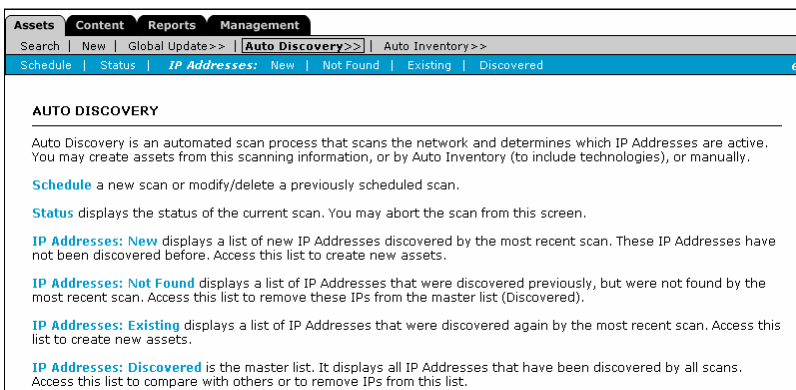 Assets Content Reports Management
Search | New | Global Update>> | Auto Discovery>> | Auto Inventory>>
Schedule | Status | IP Addresses: New | Not Found | Existing | Discovered
AUTO DISCOVERY
Auto Discovery is an automated scan process that scans the network and determines which IP Addresses are active.
You may create assets from this scanning information, or by Auto Inventory (to include technologies), or manually.
Schedule a new scan or modify/delete a previously scheduled scan.
Status displays the status of the current scan. You may abort the scan from this screen.
IP Addresses: New displays a list of new IP Addresses discovered by the most recent scan. These IP Addresses have
not been discovered before. Access this list to create new assets.
IP Addresses: Not Found displays a list of IP Addresses that were discovered previously, but were not found by the
most recent scan. Access this list to remove these IPs from the master list (Discovered).
IP Addresses: Existing displays a list of IP Addresses that were discovered again by the most recent scan. Access this
list to create new assets.
IP Addresses: Discovered is the master list. It displays all IP Addresses that have been discovered by all scans.
Access this list to compare with others or to remove IPs from this list.